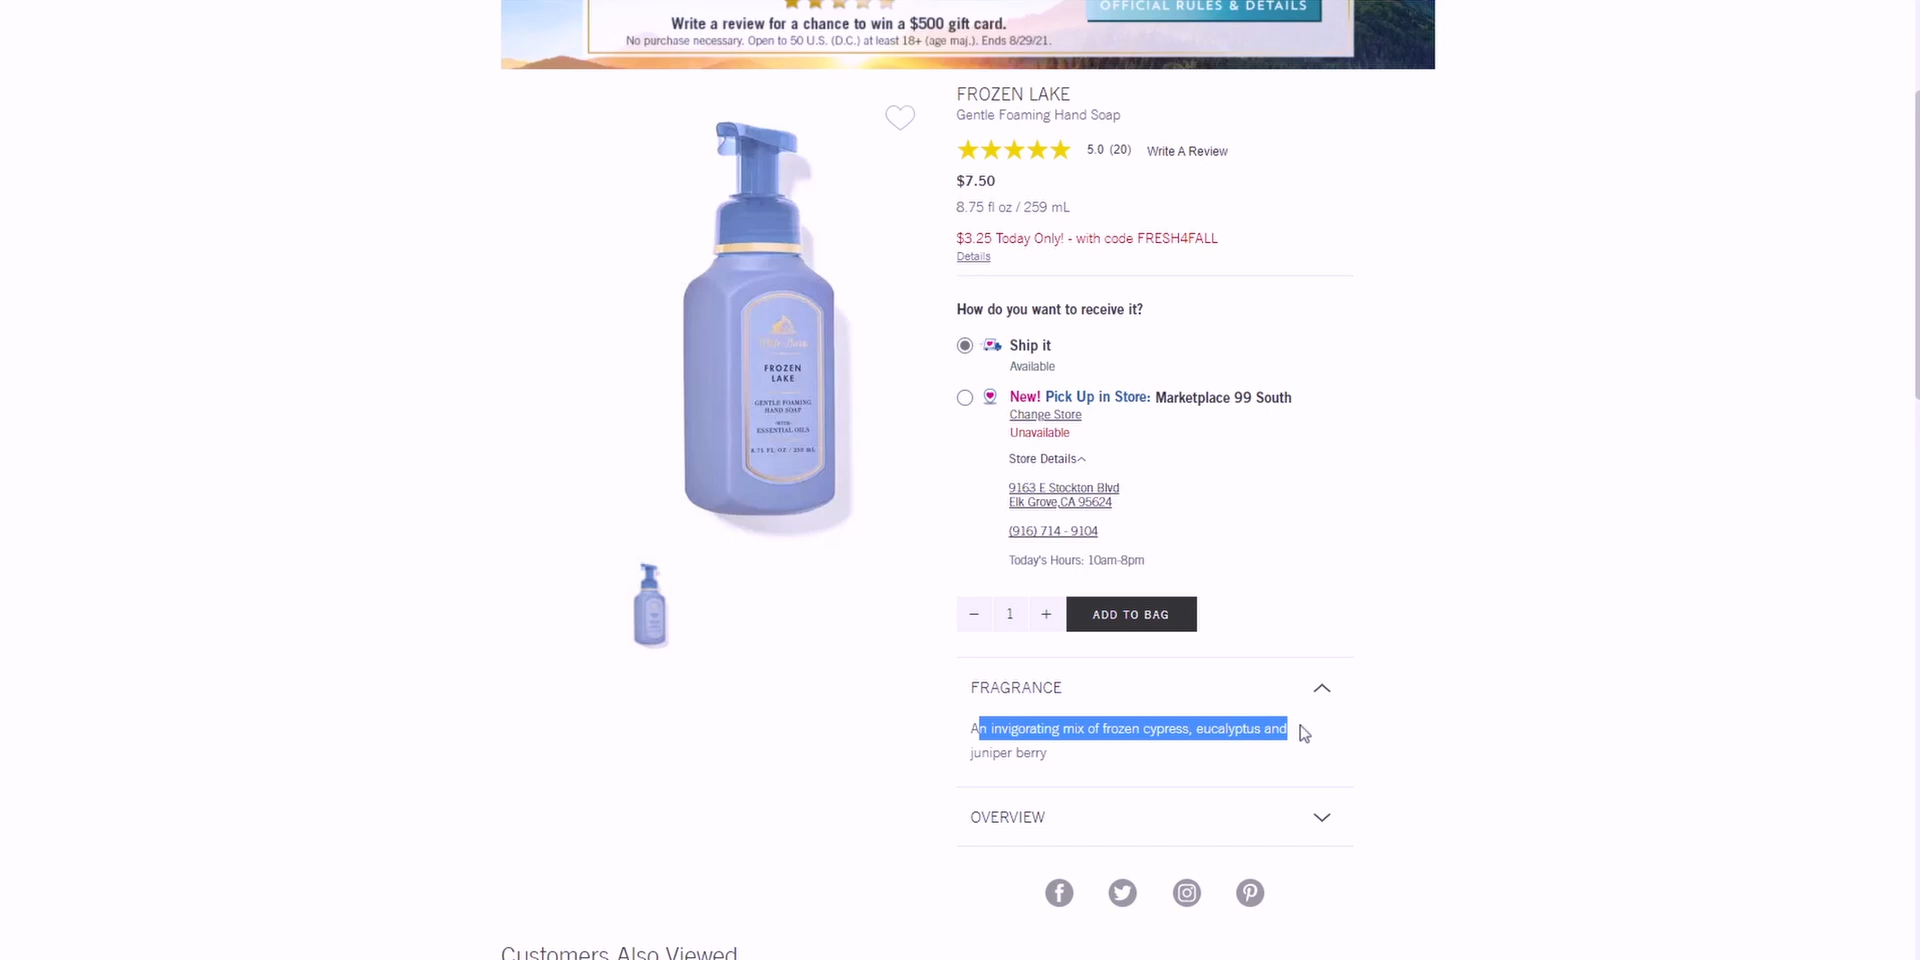 OFFICIAL RULES & DETAILS
Write a review for a chance to win a $500 gift card.
No purchase necessary. Open to 50 U.S. (D.C.) at least 18+ (age maj.). Ends 8/29/21.
FROZEN LAKE
Gentle Foaming Hand Soap
5.0 (20) Write A Review
$7.50
8.75 fl oz / 259 mL
$3.25 Today Only! - with code FRESH4FALL
Details
FROZEN
LAKE
GENTLE FOAMING
HAND SOAP
WITH
ESSENTIAL OILS
How do you want to receive it?
Ship it
Available
New! Pick Up in Store: Marketplace 99 South
Change Store
Unavailable
Store Details
9163 E Stockton Blvd
Elk Grove,CA 95624
(916) 714 - 9104
Today's Hours: 10am-8pm
− 1 + ADD TO BAG
FRAGRANCE
An invigorating mix of frozen cypress, eucalyptus and
juniper berry
OVERVIEW
Customers Also Viewed